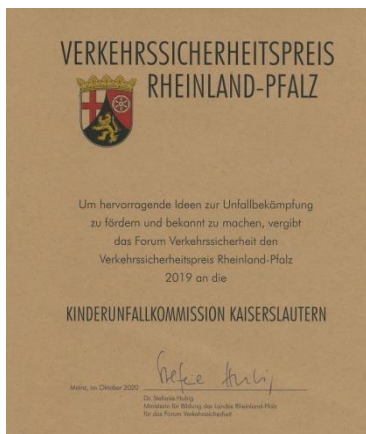 VERKEHRSSICHERHEITSPREIS
RHEINLAND-PFALZ
Um hervorragende Ideen zur Unfallbekämpfung
zu fördern und bekannt zu machen, vergibt
das Forum Verkehrssicherheit den
Verkehrssicherheitspreis Rheinland-Pfalz
2019 an die
KINDERUNFALLKOMMISSION KAISERSLAUTERN
Stefanie Hubig
Mainz, im Oktober 2020
Dr. Stefanie Hubig
Ministerin für Bildung des Landes Rheinland-Pfalz
für das Forum Verkehrssicherheit